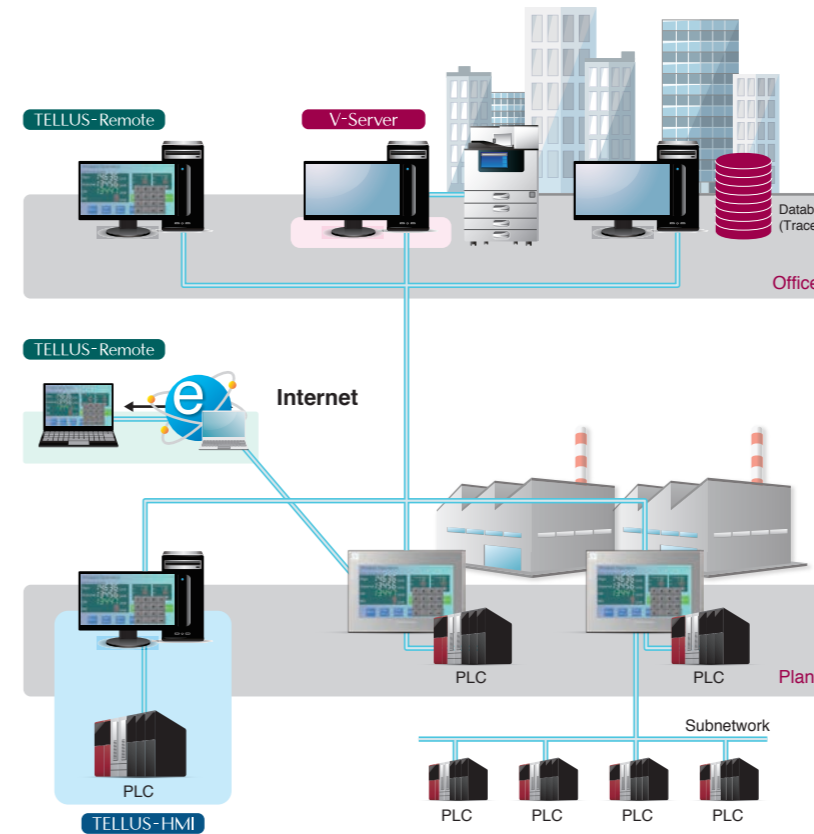 TELLUS-Remote
V-Server
Datab
(Trace
Office
TELLUS-Remote
Internet
PLC
PLC
Plan
Subnetwork
PLC
PLC
PLC
PLC
PLC
TELLUS-HMI